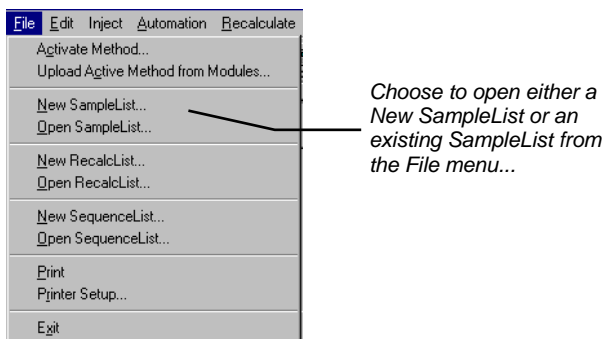 File Edit Inject Automation Recalculate
Activate Method...
Upload Active Method from Modules...
New SampleList...
Open SampleList...
New RecalcList...
Open RecalcList...
New SequenceList...
Open SequenceList...
Print
Printer Setup...
Exit
Choose to open either a
New SampleList or an
existing SampleList from
the File menu...